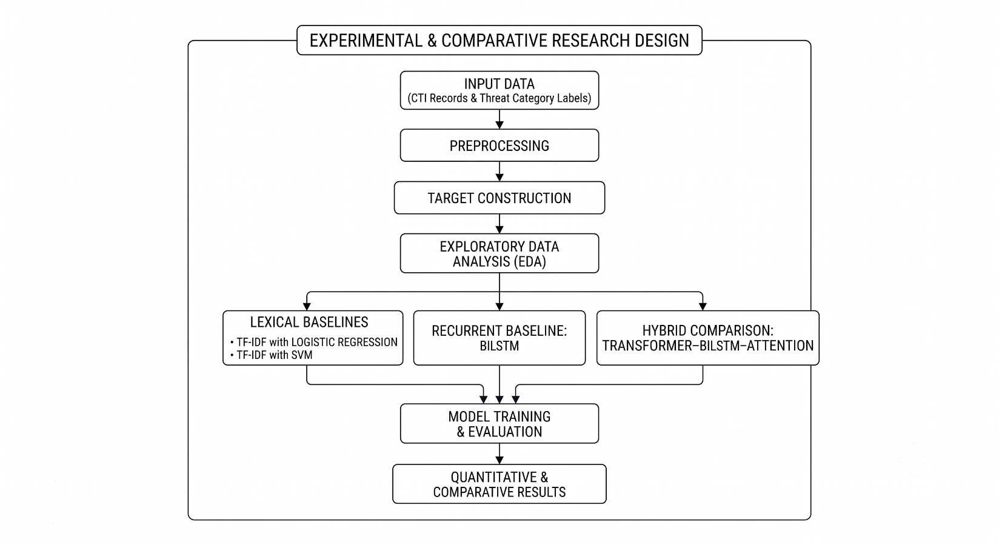 EXPERIMENTAL & COMPARATIVE RESEARCH DESIGN
INPUT DATA
(CTI Records & Threat Category Labels)
PREPROCESSING
TARGET CONSTRUCTION
EXPLORATORY DATA
ANALYSIS (EDA)
LEXICAL BASELINES
• TF-IDF with LOGISTIC REGRESSION
• TF-IDF with SVM
RECURRENT BASELINE:
BILSTM
HYBRID COMPARISON:
TRANSFORMER–BILSTM–ATTENTION
MODEL TRAINING
& EVALUATION
QUANTITATIVE &
COMPARATIVE RESULTS